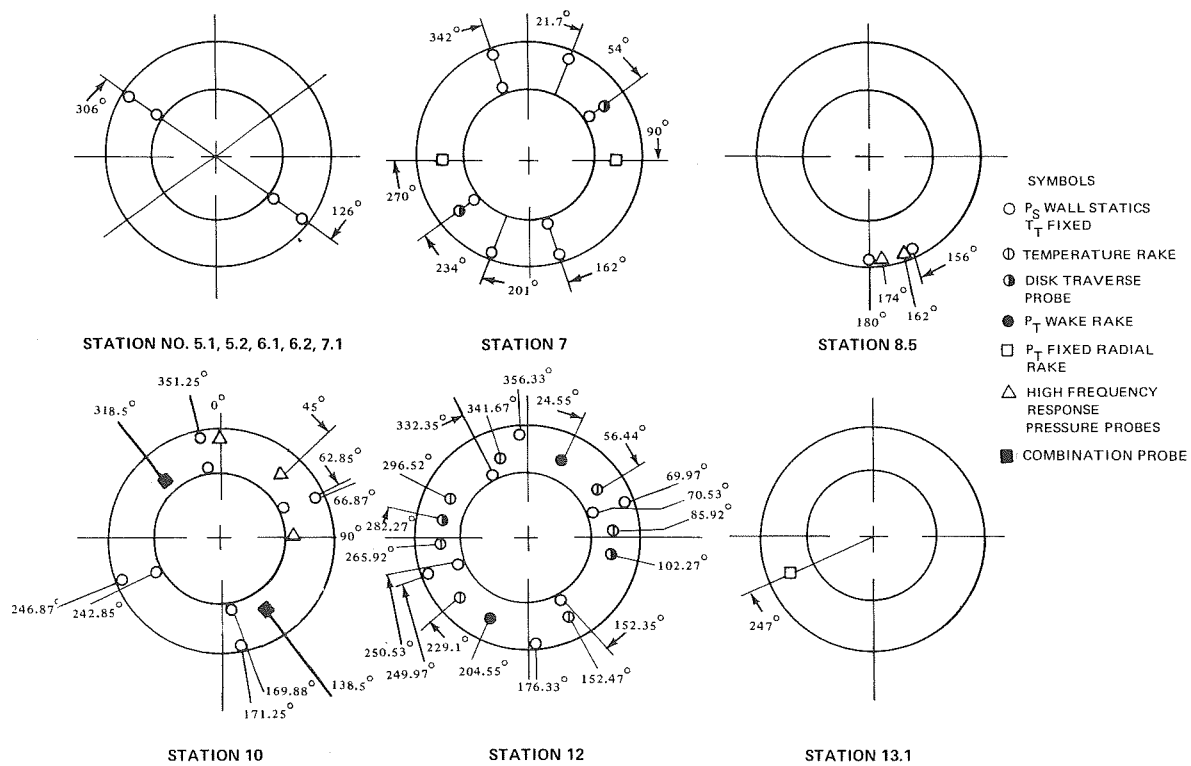 306°
126°
STATION NO. 5.1, 5.2, 6.1, 6.2, 7.1
342°
21.7°
54°
90°
270°
234°
201°
162°
STATION 7
156°
174°
162°
180°
STATION 8.5
SYMBOLS
P_S WALL STATICS
T_T FIXED
TEMPERATURE RAKE
DISK TRAVERSE
PROBE
P_T WAKE RAKE
P_T FIXED RADIAL
RAKE
HIGH FREQUENCY
RESPONSE
PRESSURE PROBES
COMBINATION PROBE
351.25°
318.5°
0°
45°
62.85°
66.87°
90°
246.87°
242.85°
169.88°
171.25°
138.5°
STATION 10
356.33°
332.35°
341.67°
24.55°
56.44°
296.52°
69.97°
70.53°
85.92°
282.27°
265.92°
102.27°
250.53°
249.97°
229.1°
204.55°
176.33°
152.35°
152.47°
STATION 12
247°
STATION 13.1